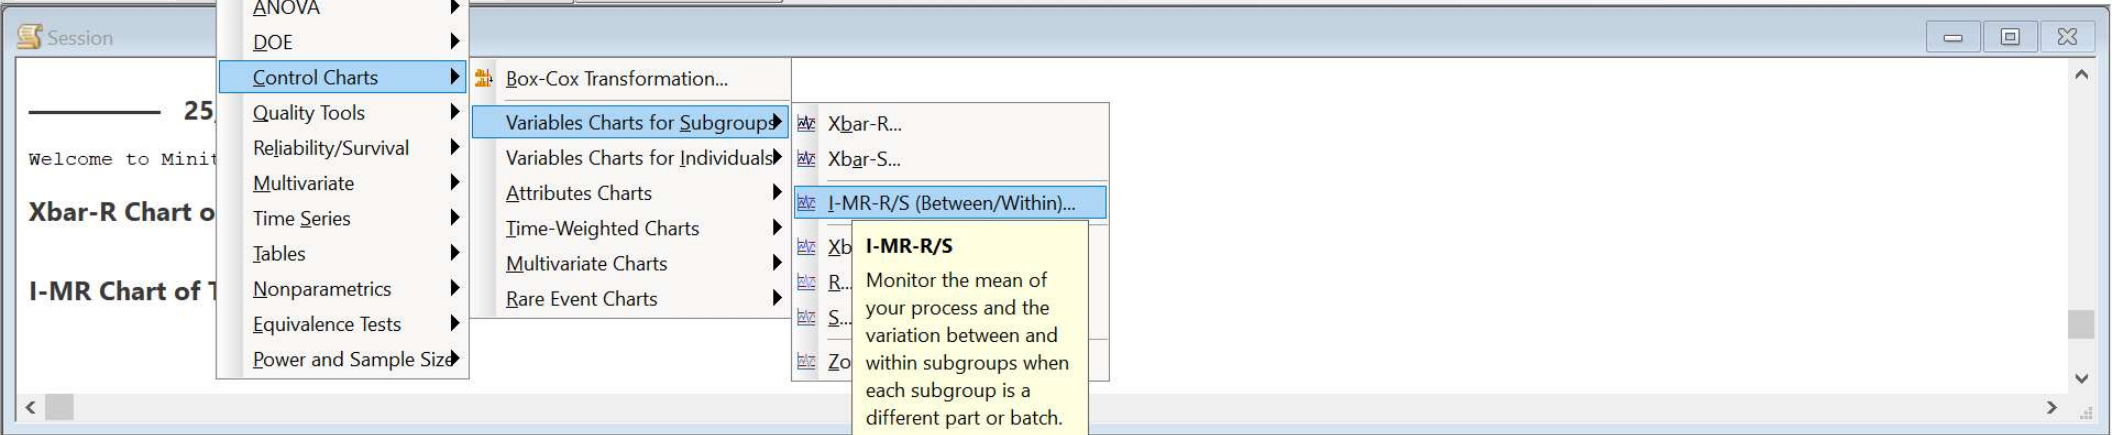 ANOVA
Session
DOE
Control Charts
Box-Cox Transformation...
25,
Quality Tools
Variables Charts for Subgroups
Xbar-R...
Welcome to Minit
Reliability/Survival
Variables Charts for Individuals
Xbar-S...
Multivariate
Attributes Charts
I-MR-R/S (Between/Within)...
Xbar-R Chart o
Time Series
Time-Weighted Charts
Xb
I-MR-R/S
Tables
Multivariate Charts
R...
Monitor the mean of
your process and the
variation between and
within subgroups when
each subgroup is a
different part or batch.
I-MR Chart of T
Nonparametrics
Rare Event Charts
S...
Equivalence Tests
Zo
Power and Sample Size